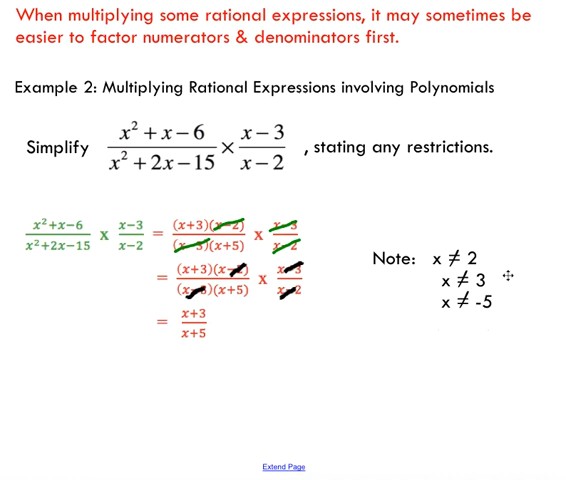 When multiplying some rational expressions, it may sometimes be
easier to factor numerators & denominators first.
Example 2: Multiplying Rational Expressions involving Polynomials
Simplify (x² + x − 6)/(x² + 2x − 15) × (x − 3)/(x − 2) , stating any restrictions.
(x²+x−6)/(x²+2x−15) x (x−3)/(x−2) = (x+3)(x−2)/(x−3)(x+5) x (x−3)/(x−2)
= (x+3)(x−2)/(x−3)(x+5) x (x−3)/(x−2)
= (x+3)/(x+5)
Note: x ≠ 2
x ≠ 3
x ≠ -5
Extend Page